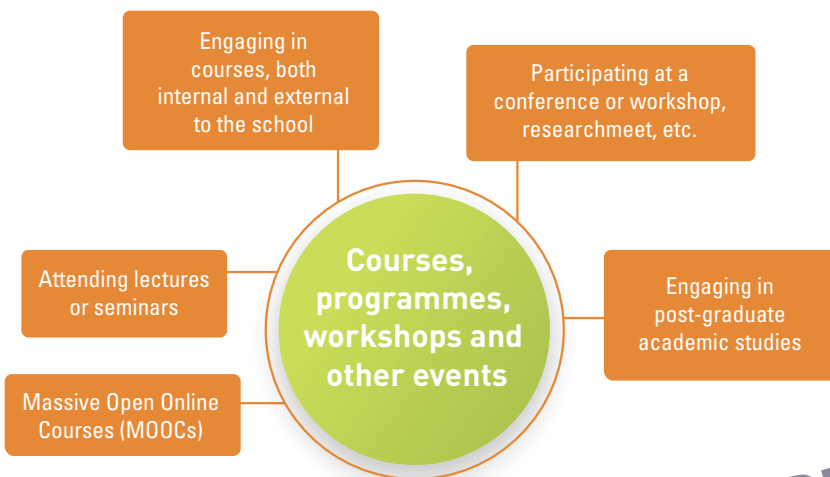 Engaging in
courses, both
internal and external
to the school
Participating at a
conference or workshop,
researchmeet, etc.
Attending lectures
or seminars
Courses,
programmes,
workshops and
other events
Engaging in
post-graduate
academic studies
Massive Open Online
Courses (MOOCs)